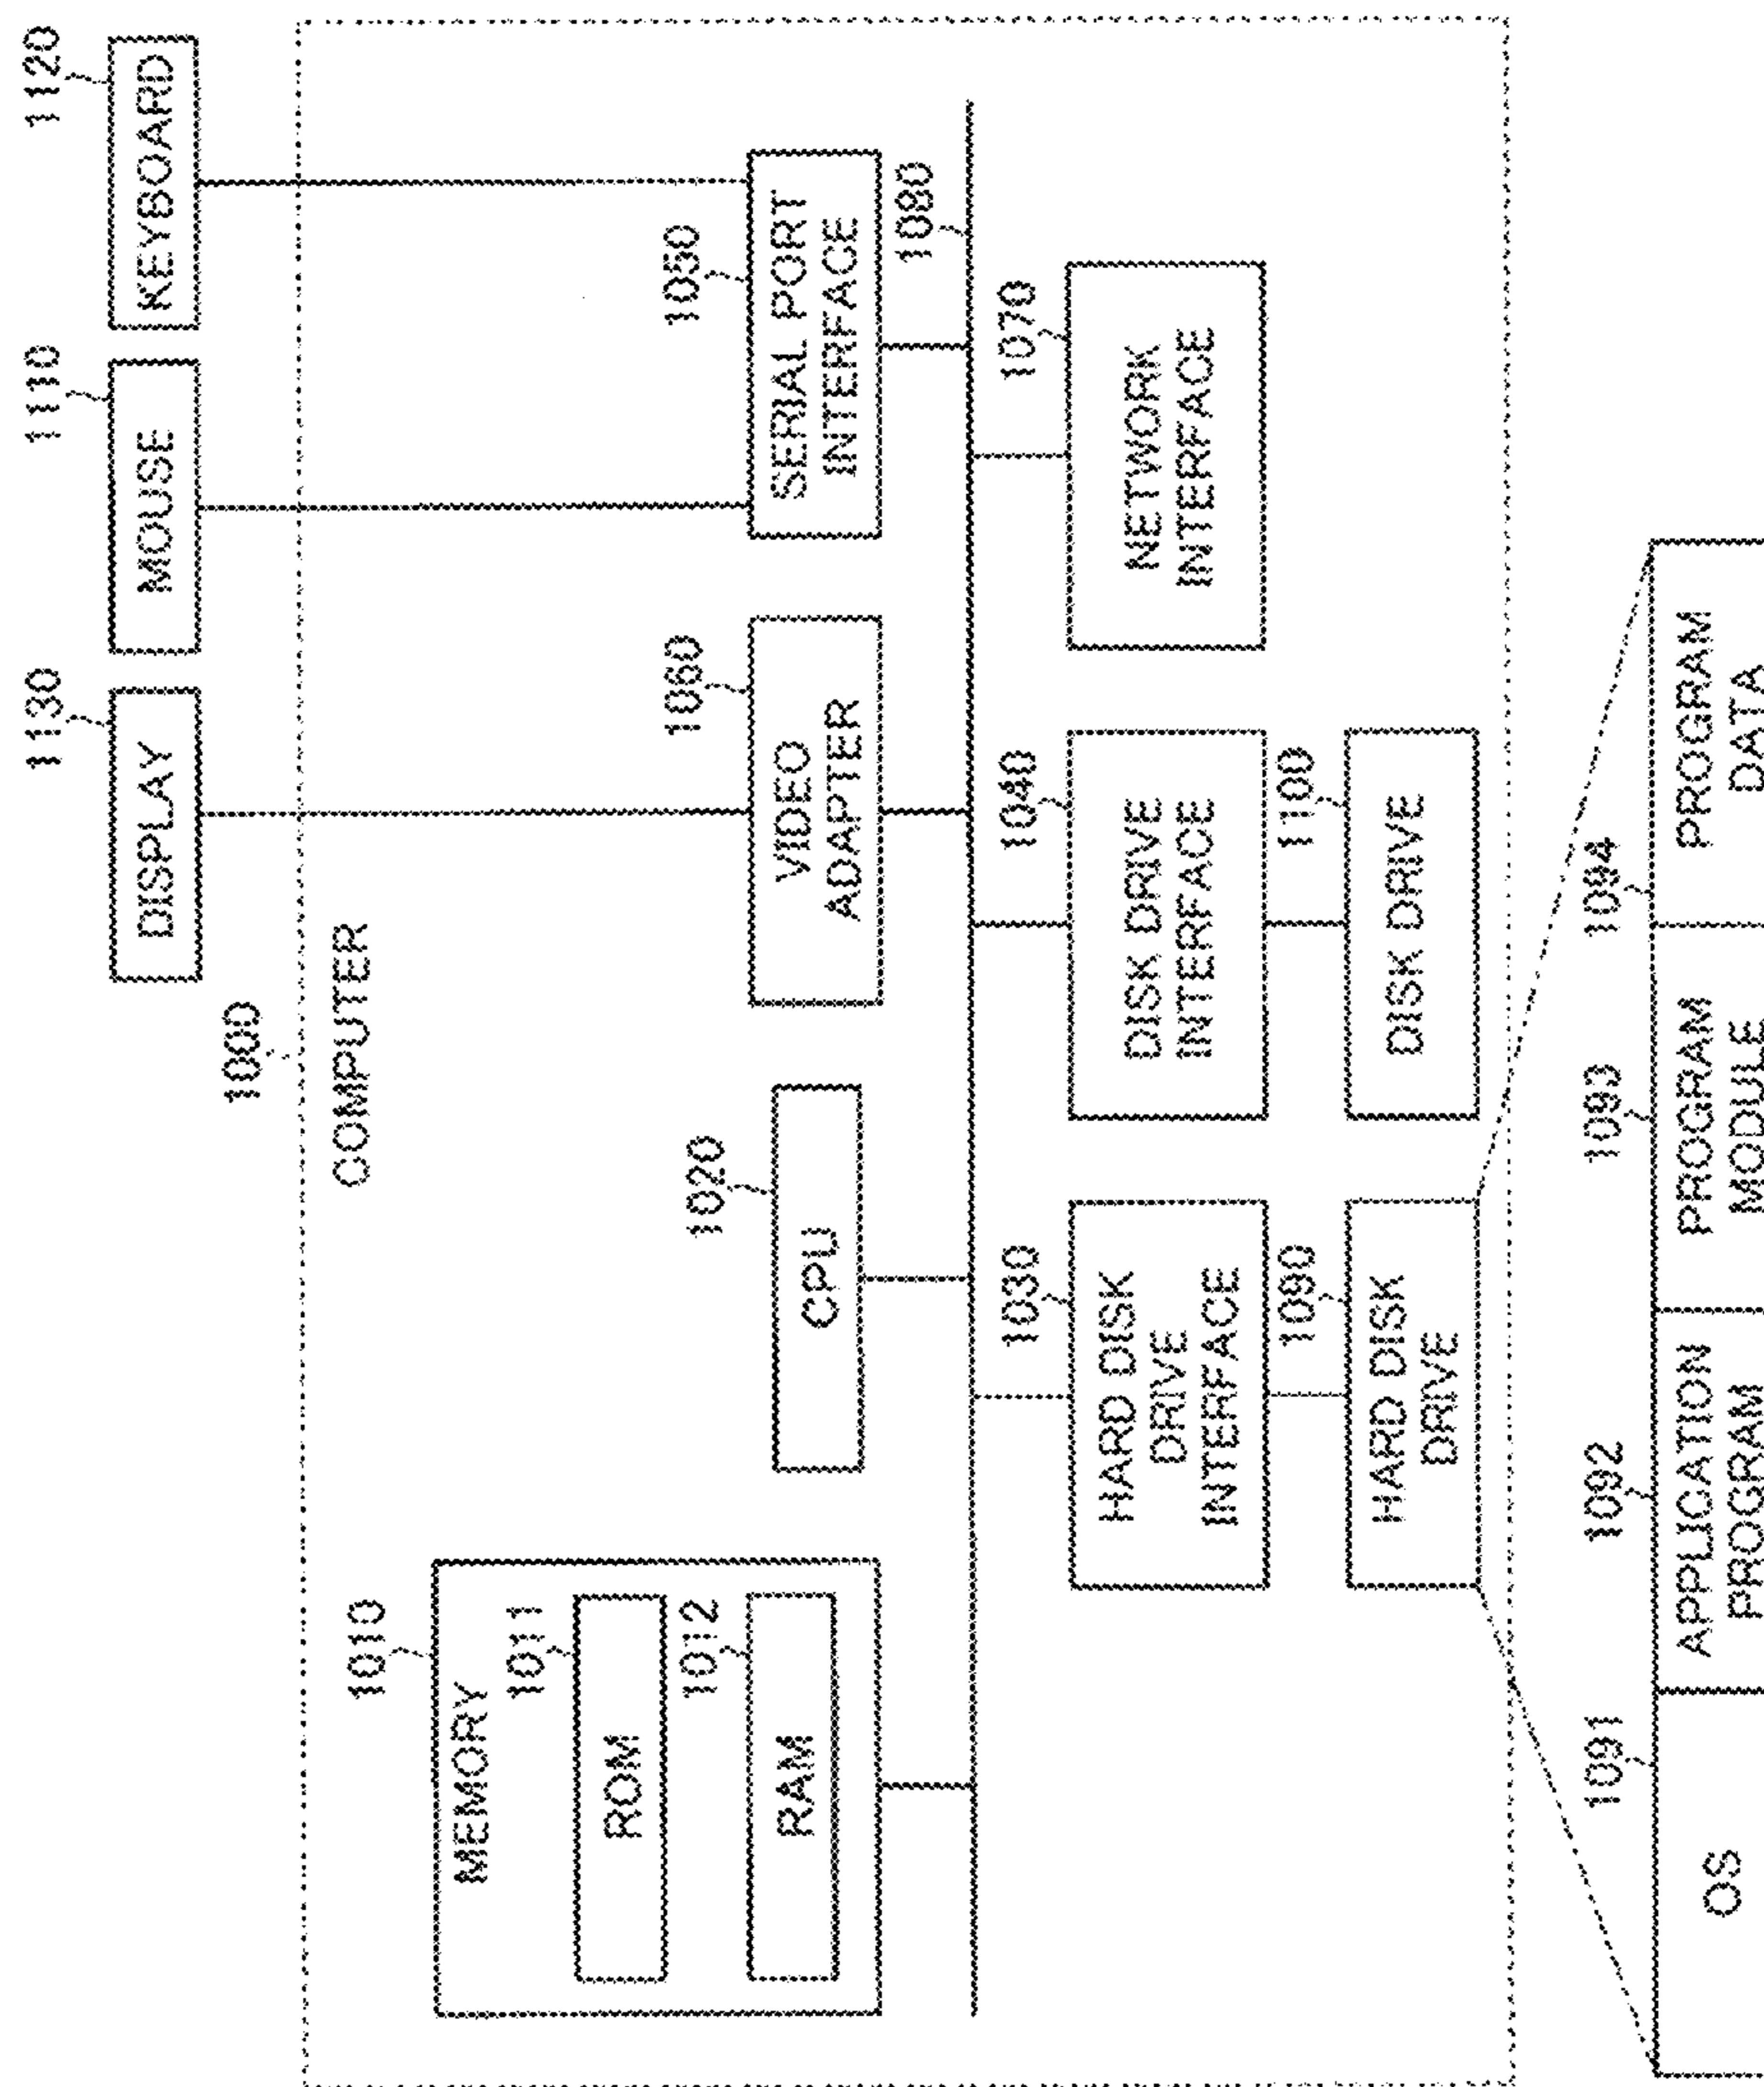 1130
DISPLAY
1110
MOUSE
1120
KEYBOARD
1000
COMPUTER
1010
MEMORY
1011
ROM
1012
RAM
1020
CPU
1060
VIDEO
ADAPTER
1050
SERIAL PORT
INTERFACE
1080
1030
HARD DISK
DRIVE
INTERFACE
1040
DISK DRIVE
INTERFACE
1070
NETWORK
INTERFACE
1090
HARD DISK
DRIVE
1100
DISK DRIVE
1091
OS
1092
APPLICATION
PROGRAM
1093
PROGRAM
MODULE
1094
PROGRAM
DATA